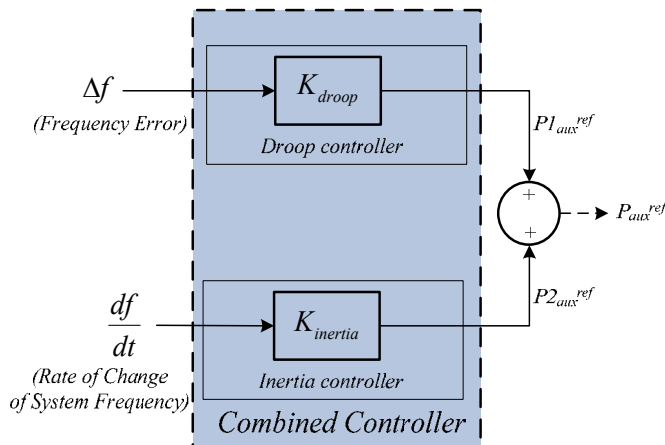 Δf
(Frequency Error)
K_droop
Droop controller
P1_aux^ref
+
+
P_aux^ref
P2_aux^ref
df
dt
(Rate of Change
of System Frequency)
K_inertia
Inertia controller
Combined Controller